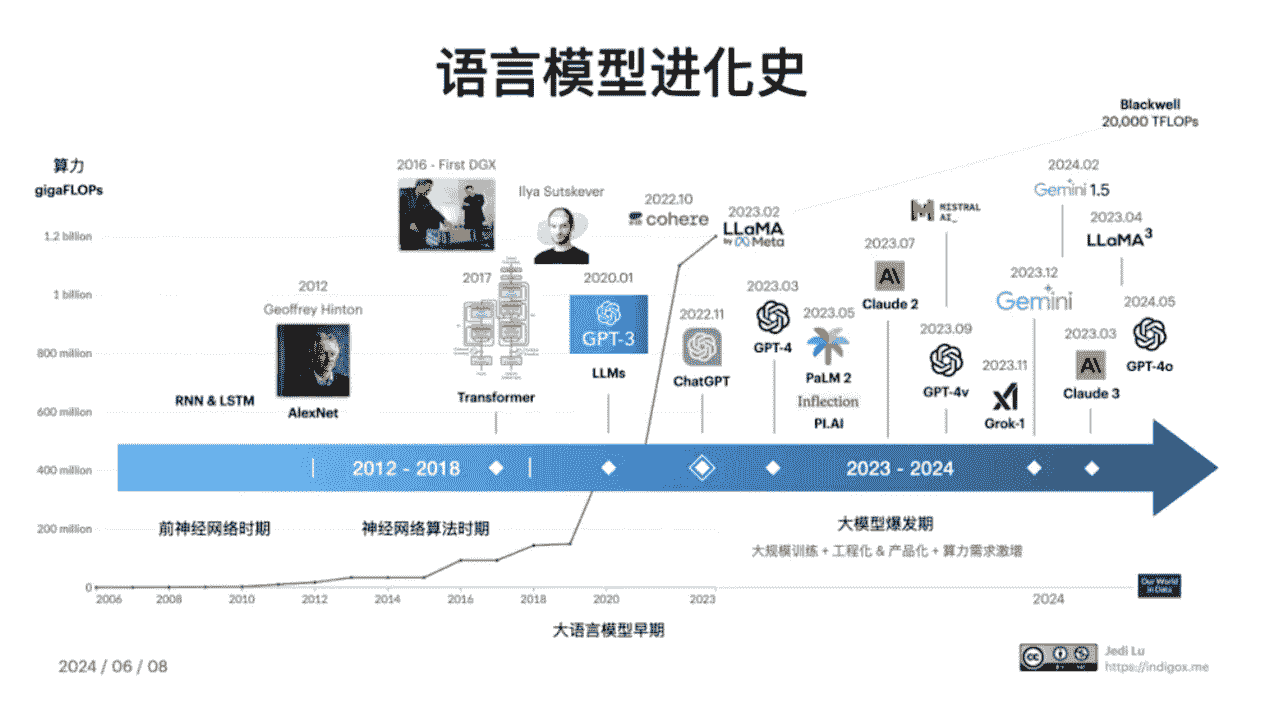 语言模型进化史
Blackwell
20,000 TFLOPs
算力
gigaFLOPs
1.2 billion
1 billion
800 million
600 million
400 million
200 million
0
2012
Geoffrey Hinton
RNN & LSTM
AlexNet
2016 - First DGX
Ilya Sutskever
2017
Transformer
2020.01
GPT-3
LLMs
2022.10
cohere
2023.02
LLaMA
by Meta
2022.11
ChatGPT
2023.03
GPT-4
2023.05
PaLM 2
Inflection
PI.AI
2023.07
Claude 2
MISTRAL
AI_
2023.09
GPT-4v
2023.11
Grok-1
2023.12
Gemini
2024.02
Gemini 1.5
2023.04
LLaMA3
2023.03
Claude 3
2024.05
GPT-4o
2012 - 2018
2023 - 2024
前神经网络时期
神经网络算法时期
大模型爆发期
大规模训练 + 工程化 & 产品化 + 算力需求激增
2006
2008
2010
2012
2014
2016
2018
2020
2023
2024
Our World
in Data
大语言模型早期
2024 / 06 / 08
cc
Jedi Lu
https://indigox.me